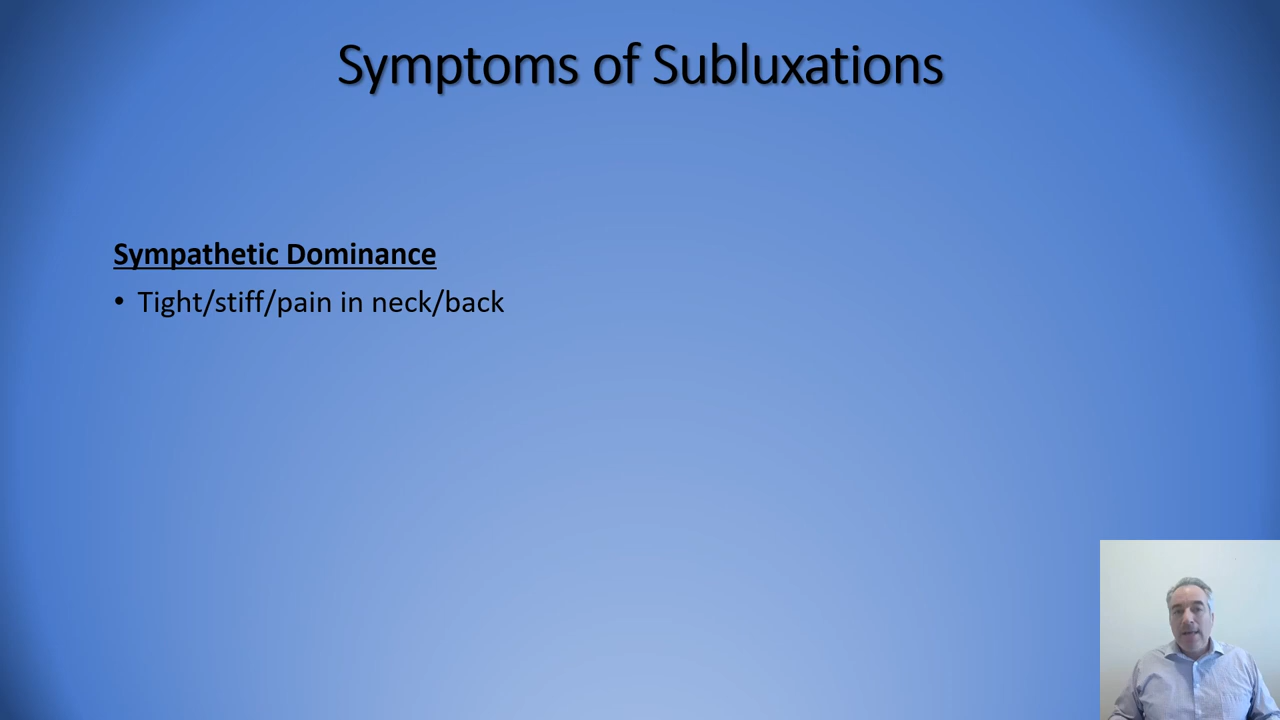 Symptoms of Subluxations
Sympathetic Dominance
• Tight/stiff/pain in neck/back